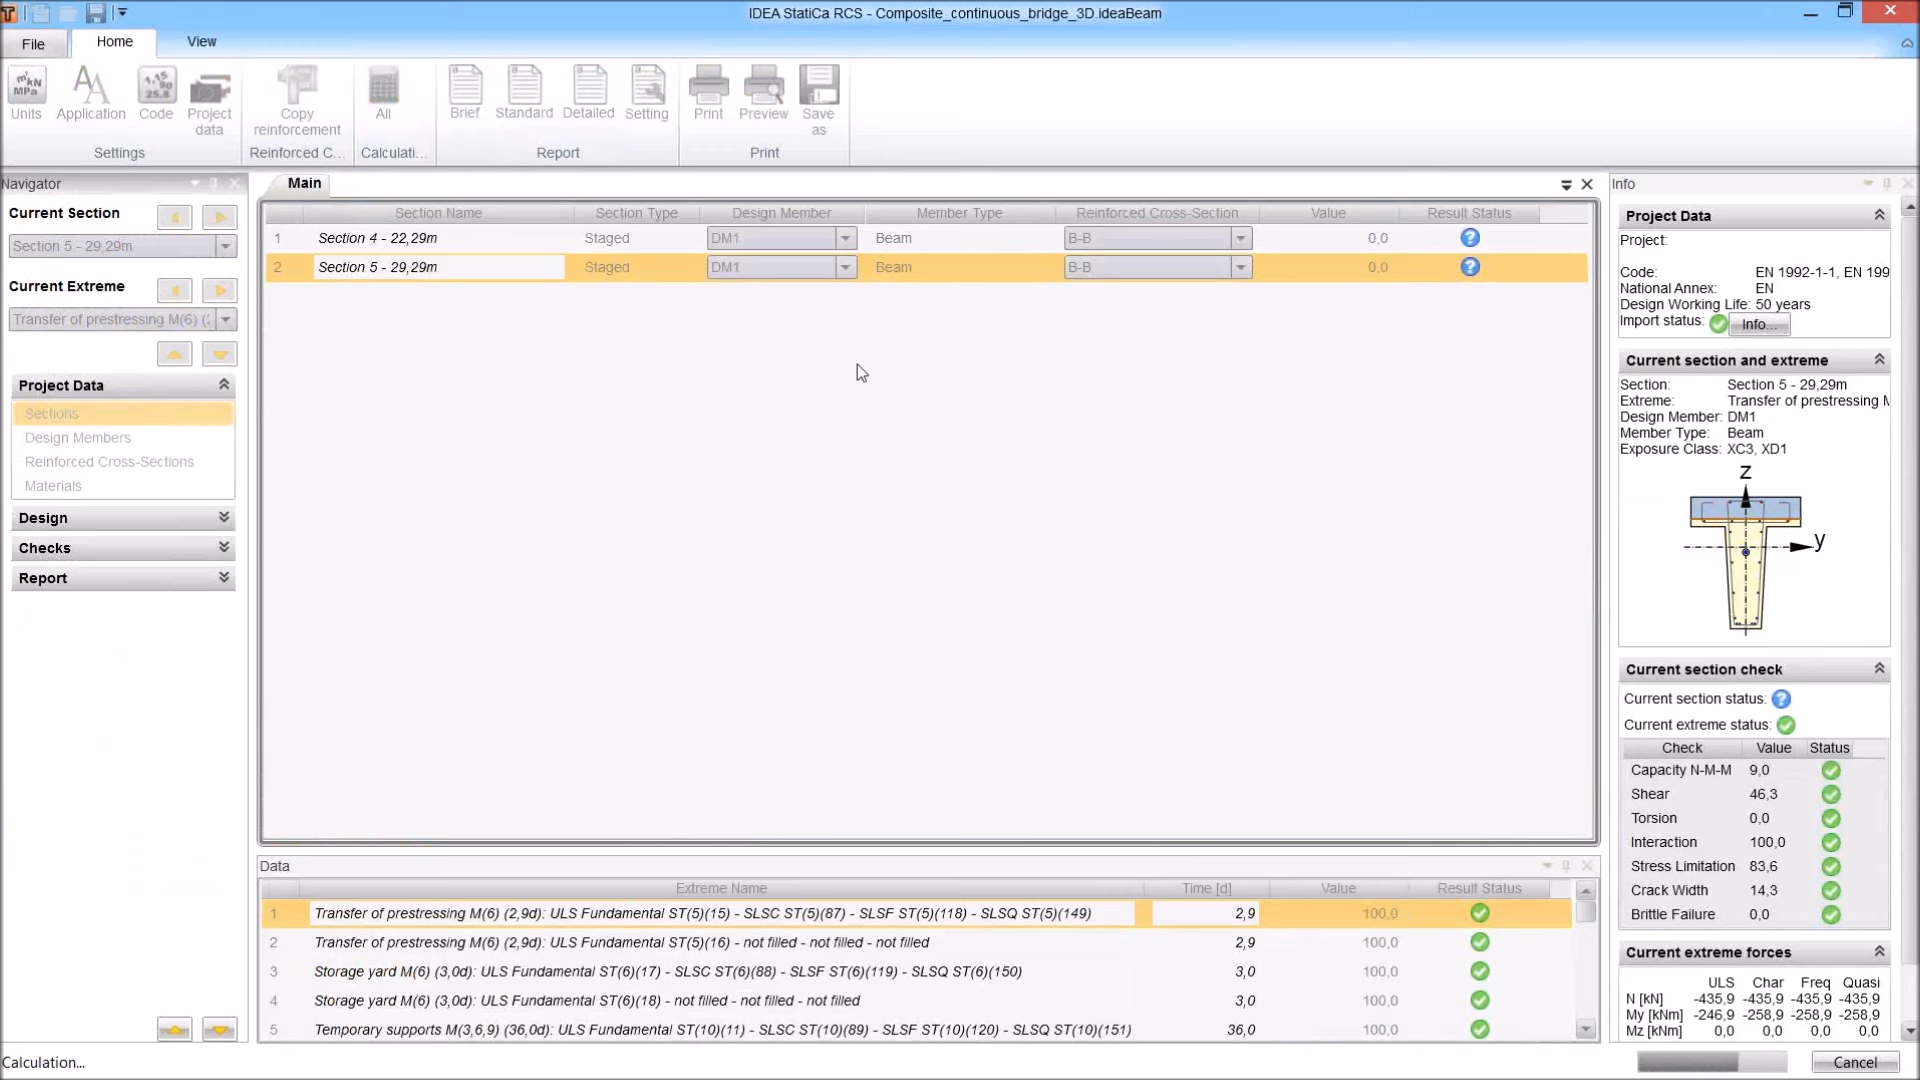 IDEA StatiCa RCS - Composite_continuous_bridge_3D.ideaBeam
File Home View
m² kN MPa 1,15 ,90 25.8
Units Application Code Project data Copy reinforcement All Brief Standard Detailed Setting Print Preview Save as
Settings Reinforced C... Calculati... Report Print
Navigator
Current Section
Section 5 - 29,29m
Current Extreme
Transfer of prestressing M(6) (
Project Data
Sections
Design Members
Reinforced Cross-Sections
Materials
Design
Checks
Report
Main
Section Name Section Type Design Member Member Type Reinforced Cross-Section Value Result Status
1 Section 4 - 22,29m Staged DM1 Beam B-B 0,0
2 Section 5 - 29,29m Staged DM1 Beam B-B 0,0
Data
Extreme Name Time [d] Value Result Status
1 Transfer of prestressing M(6) (2,9d): ULS Fundamental ST(5)(15) - SLSC ST(5)(87) - SLSF ST(5)(118) - SLSQ ST(5)(149) 2,9 100,0
2 Transfer of prestressing M(6) (2,9d): ULS Fundamental ST(5)(16) - not filled - not filled - not filled 2,9 100,0
3 Storage yard M(6) (3,0d): ULS Fundamental ST(6)(17) - SLSC ST(6)(88) - SLSF ST(6)(119) - SLSQ ST(6)(150) 3,0 100,0
4 Storage yard M(6) (3,0d): ULS Fundamental ST(6)(18) - not filled - not filled - not filled 3,0 100,0
5 Temporary supports M(3,6,9) (36,0d): ULS Fundamental ST(10)(11) - SLSC ST(10)(89) - SLSF ST(10)(120) - SLSQ ST(10)(151) 36,0 100,0
Info
Project Data
Project:
Code: EN 1992-1-1, EN 199
National Annex: EN
Design Working Life: 50 years
Import status: Info...
Current section and extreme
Section: Section 5 - 29,29m
Extreme: Transfer of prestressing M
Design Member: DM1
Member Type: Beam
Exposure Class: XC3, XD1
z
y
Current section check
Current section status:
Current extreme status:
Check Value Status
Capacity N-M-M 9,0
Shear 46,3
Torsion 0,0
Interaction 100,0
Stress Limitation 83,6
Crack Width 14,3
Brittle Failure 0,0
Current extreme forces
ULS Char Freq Quasi
N [kN] -435,9 -435,9 -435,9 -435,9
My [kNm] -246,9 -258,9 -258,9 -258,9
Mz [kNm] 0,0 0,0 0,0 0,0
Calculation... Cancel